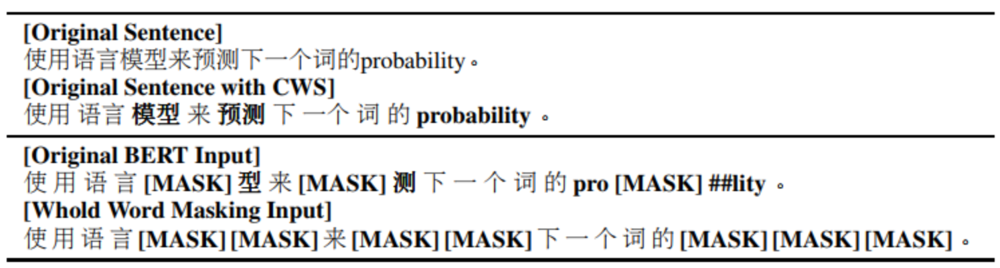 [Original Sentence]
使用语言模型来预测下一个词的probability。
[Original Sentence with CWS]
使用 语言 模型 来 预测 下 一个 词 的 probability 。
[Original BERT Input]
使 用 语 言 [MASK] 型 来 [MASK] 测 下 一 个 词 的 pro [MASK] ##lity 。
[Whold Word Masking Input]
使 用 语 言 [MASK] [MASK] 来 [MASK] [MASK] 下 一 个 词 的 [MASK] [MASK] [MASK] 。